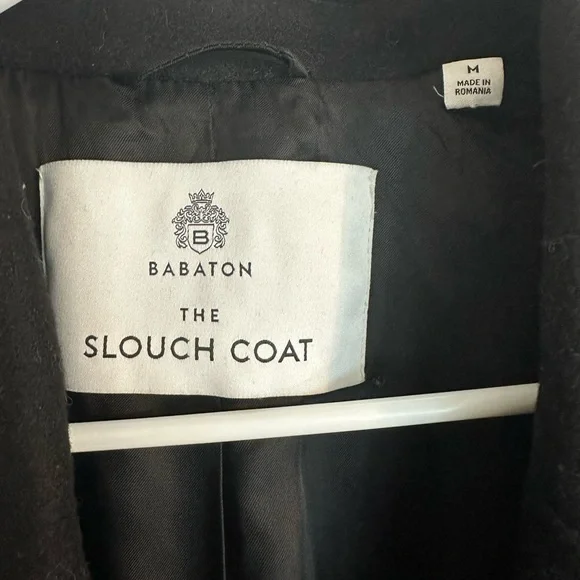 M
MADE IN
ROMANIA
B
BABATON
THE
SLOUCH COAT